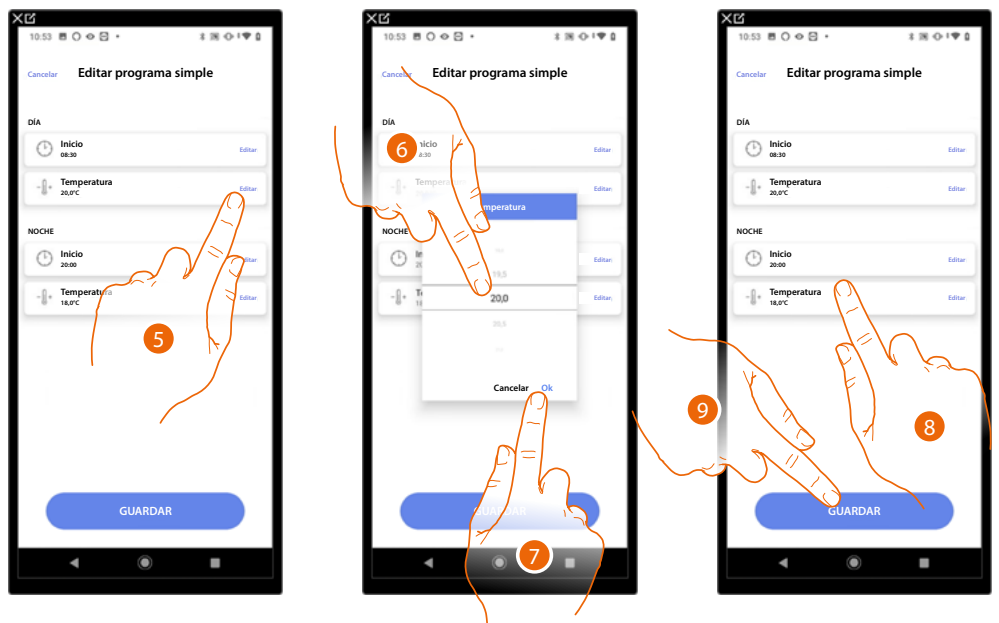 10:53
Cancelar Editar programa simple
DÍA
Inicio
08:30
Editar
Temperatura
20,0°C
Editar
NOCHE
Inicio
20:00
Editar
Temperatura
18,0°C
Editar
5
GUARDAR
10:53
Cancelar Editar programa simple
DÍA
6
Inicio
8:30
Editar
Temperatura
Editar
NOCHE
Editar
Editar
19,5
20,0
Cancelar Ok
GUARDAR
7
10:53
Cancelar Editar programa simple
DÍA
Inicio
08:30
Editar
Temperatura
20,0°C
Editar
NOCHE
Inicio
20:00
Editar
Temperatura
18,0°C
Editar
9
8
GUARDAR